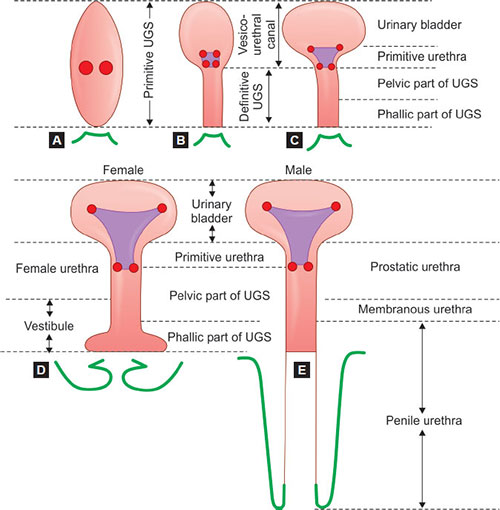 Primitive UGS
Vesico-
urethral
canal
Definitive
UGS
Urinary bladder
Primitive urethra
Pelvic part of UGS
Phallic part of UGS
A
B
C
Female
Male
Urinary
bladder
Female urethra
Primitive urethra
Prostatic urethra
Pelvic part of UGS
Membranous urethra
Vestibule
Phallic part of UGS
D
E
Penile urethra